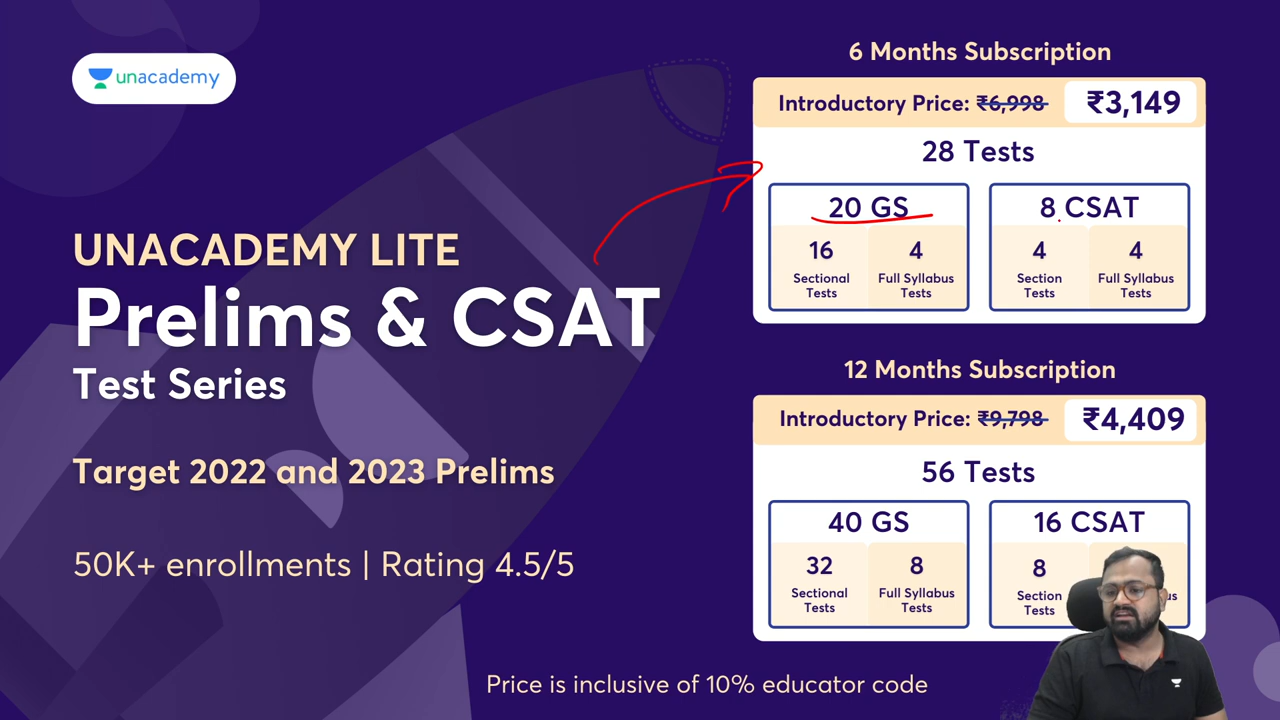 unacademy
UNACADEMY LITE
Prelims & CSAT
Test Series
Target 2022 and 2023 Prelims
50K+ enrollments | Rating 4.5/5
6 Months Subscription
Introductory Price: ₹6,998 ₹3,149
28 Tests
20 GS
16
Sectional
Tests
4
Full Syllabus
Tests
8 CSAT
4
Section
Tests
4
Full Syllabus
Tests
12 Months Subscription
Introductory Price: ₹9,798 ₹4,409
56 Tests
40 GS
32
Sectional
Tests
8
Full Syllabus
Tests
16 CSAT
8
Section
Tests
Price is inclusive of 10% educator code